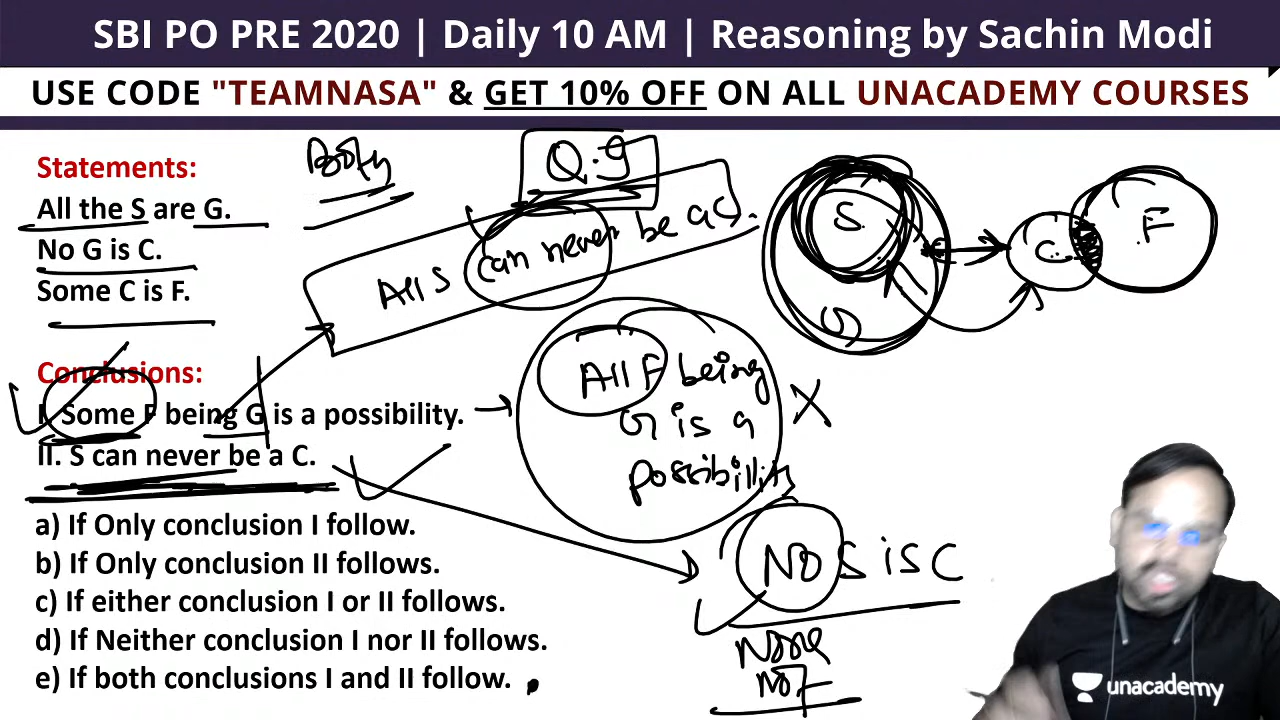 SBI PO PRE 2020 | Daily 10 AM | Reasoning by Sachin Modi
USE CODE "TEAMNASA" & GET 10% OFF ON ALL UNACADEMY COURSES
Statements:
All the S are G.
No G is C.
Some C is F.
Conclusions:
I. Some F being G is a possibility.
II. S can never be a C.
a) If Only conclusion I follow.
b) If Only conclusion II follows.
c) If either conclusion I or II follows.
d) If Neither conclusion I nor II follows.
e) If both conclusions I and II follow.
Q.9
All S can never be a C.
All F being
G is a
possibility
NO S is C
None
S
G
C
F
unacademy